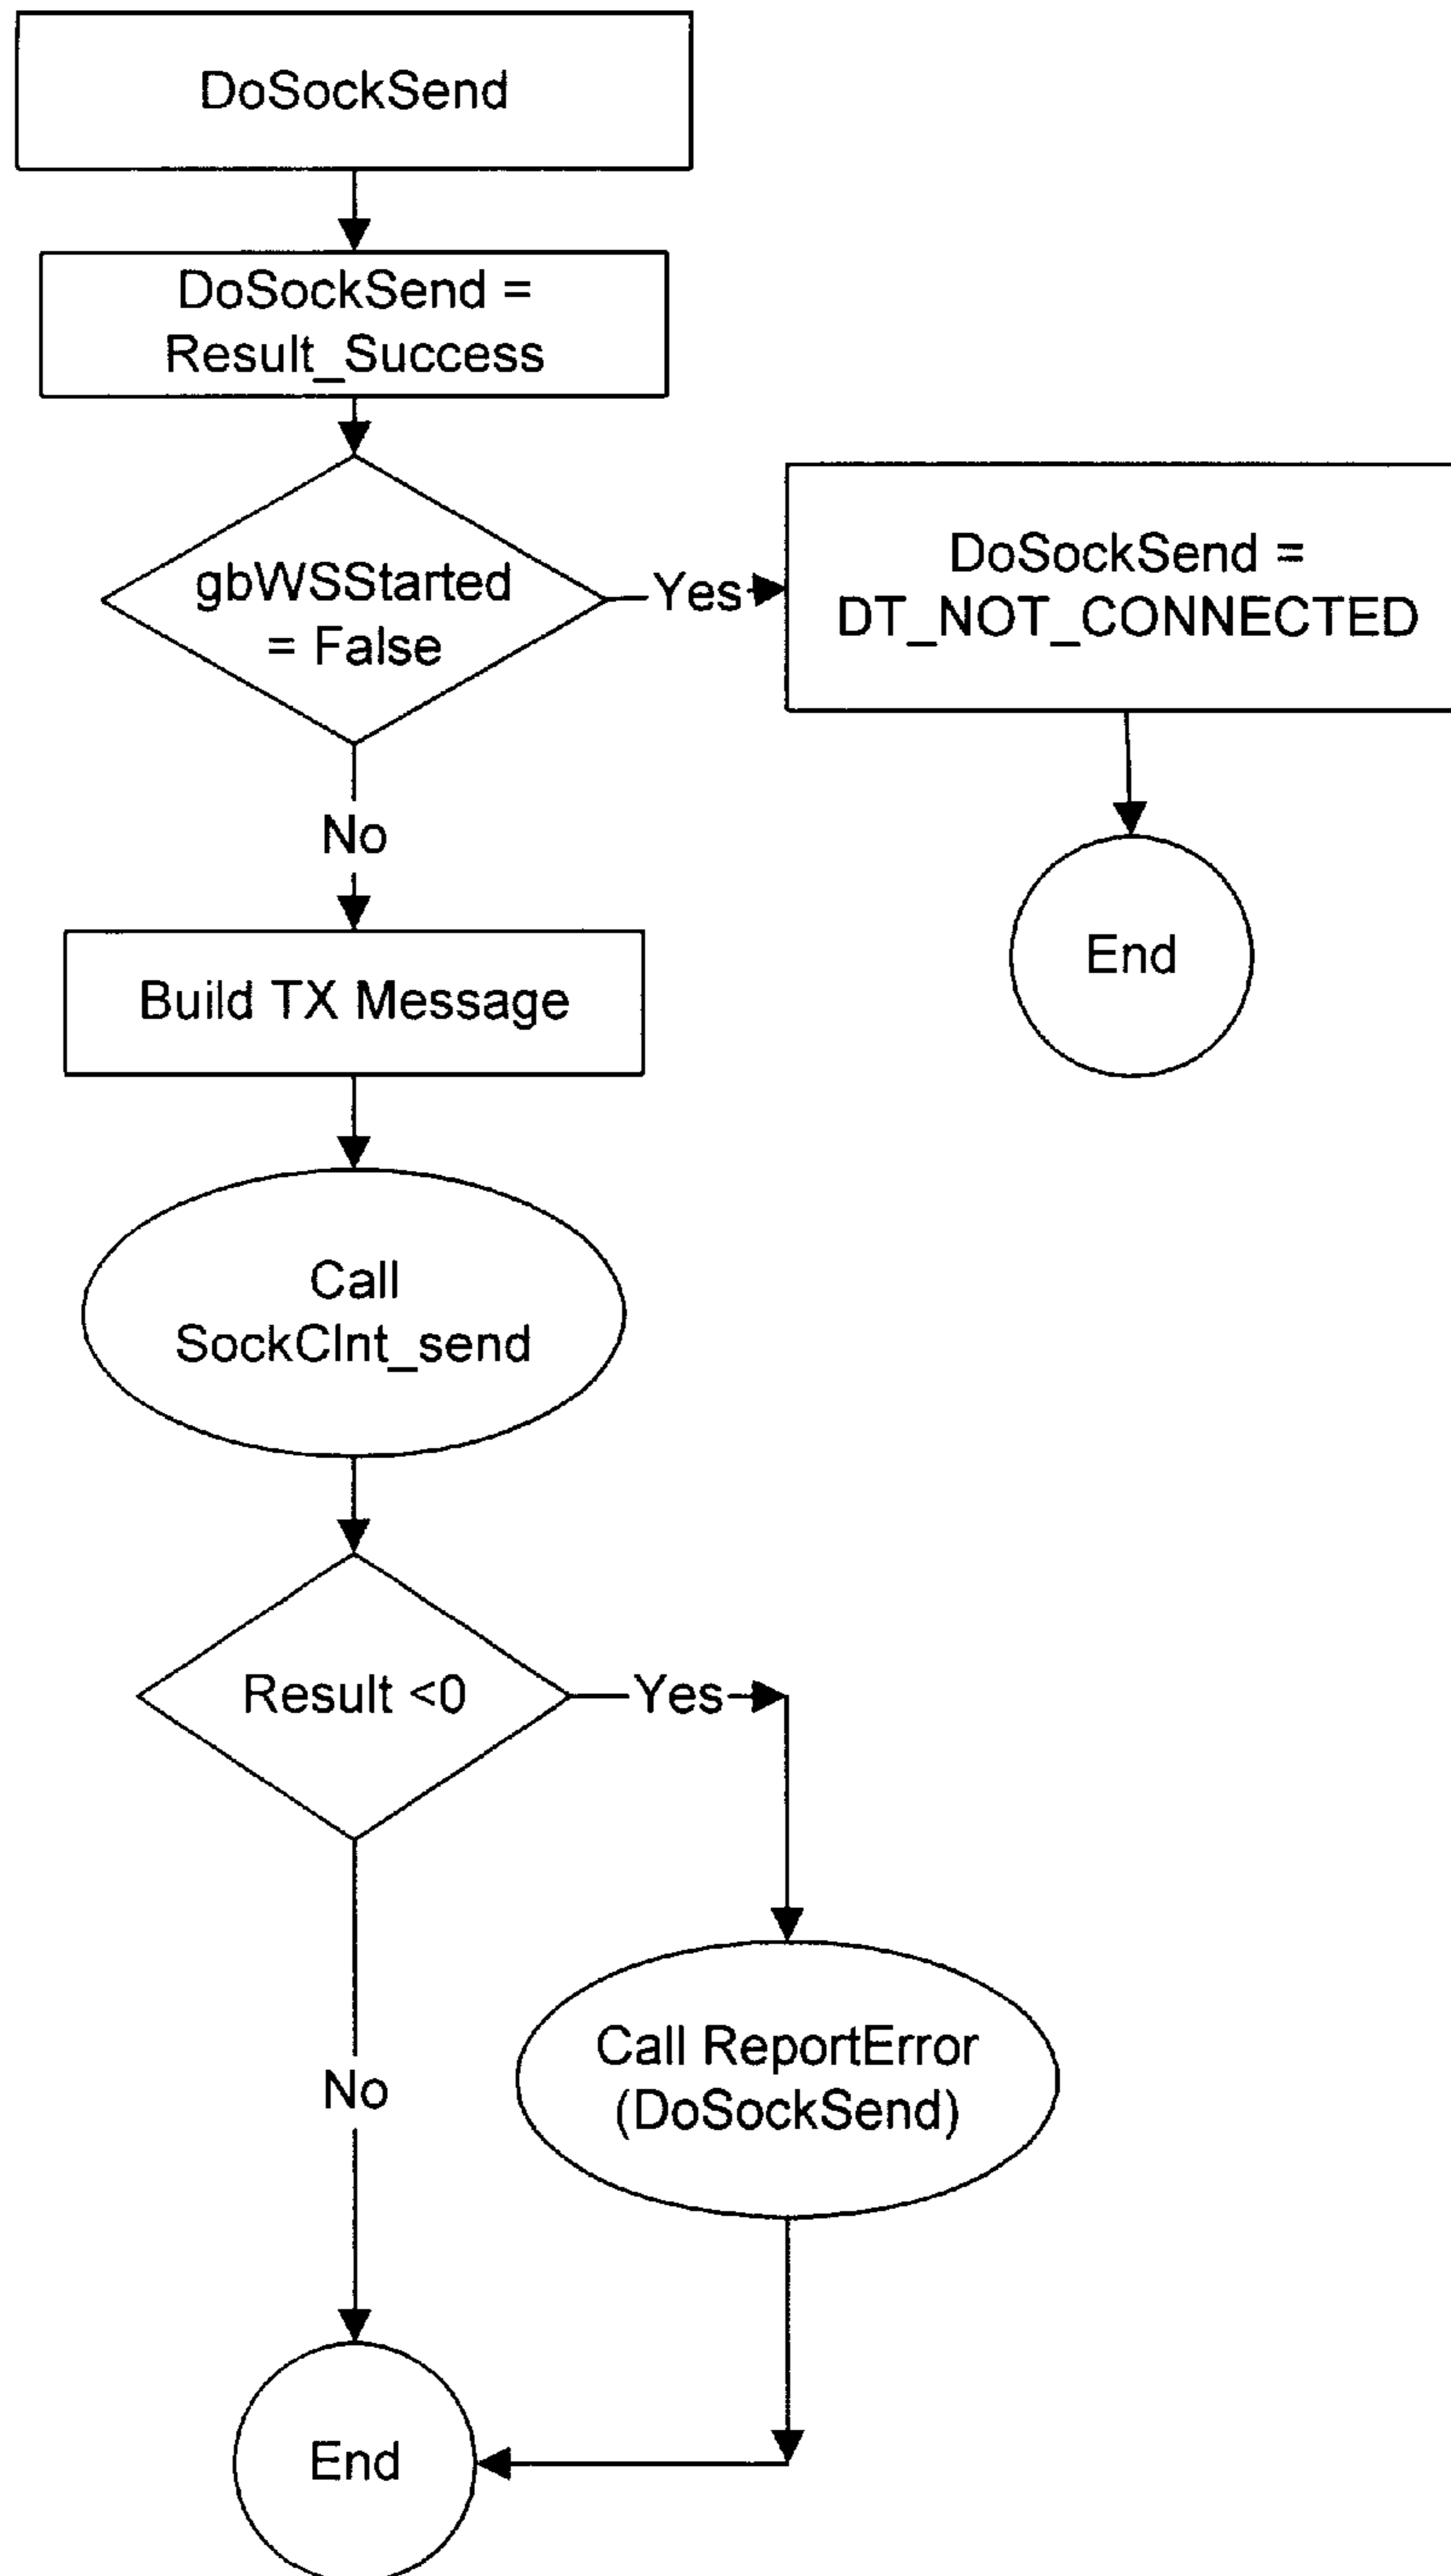 DoSockSend
DoSockSend =
Result_Success
gbWSStarted
= False
Yes
DoSockSend =
DT_NOT_CONNECTED
No
End
Build TX Message
Call
SockClnt_send
Result <0
Yes
Call ReportError
(DoSockSend)
No
End